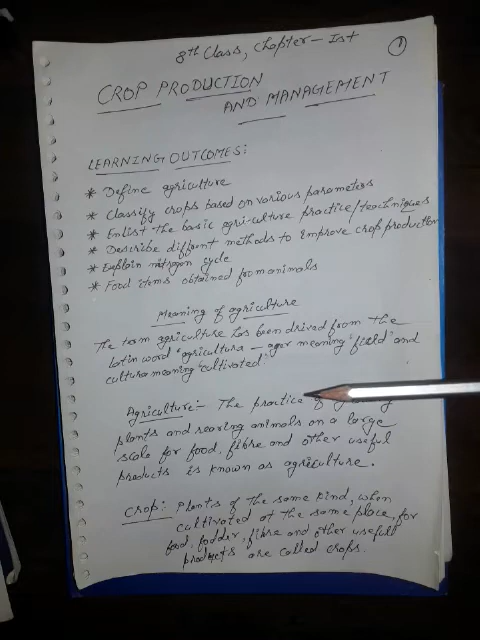 8th Class, Chapter - Ist
1
CROP PRODUCTION
AND MANAGEMENT
LEARNING OUTCOMES:
* Define agriculture
* Classify crops based on various parameters
* Enlist the basic agri-culture practice/teachniques
* Describe diffrent methods to improve crop production
* Explain nitrogen cycle
* Food items obtained from animals
Meaning of agriculture
The term agriculture has been drived from the
latin word 'agricultura - ager meaning 'field' and
cultura meaning 'cultivated'.
Agriculture:- The practice
plants and rearing animals on a large
scale for food, fibre and other useful
products is known as agriculture.
Crop: Plants of the same kind, when
cultivated at the same place, for
food, fodder, fibre and other usefull
products are called crops.